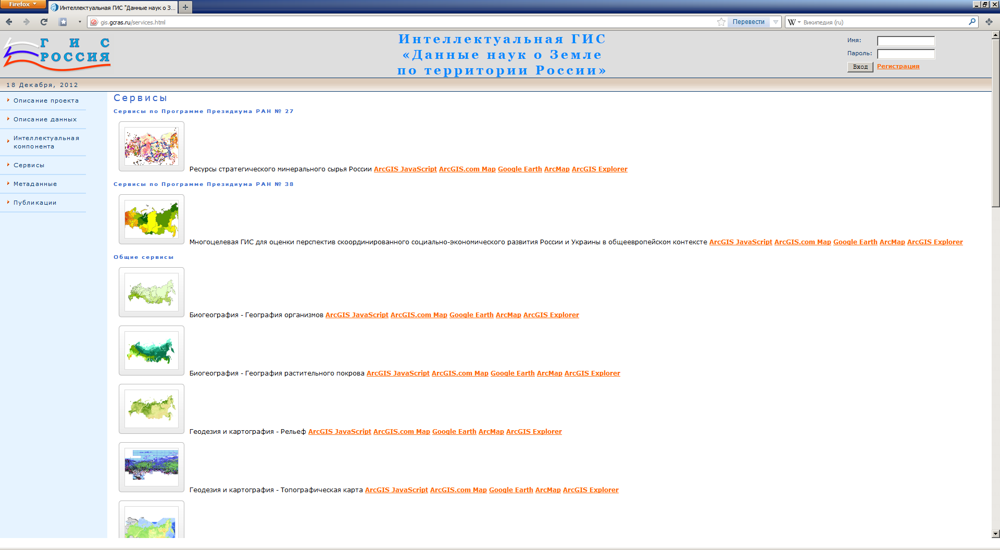 Firefox
Интеллектуальная ГИС "Данные наук о З...
gis.gcras.ru/services.html
Перевести
Википедия (ru)
Г И С
РОССИЯ
Интеллектуальная ГИС
«Данные наук о Земле
по территории России»
Имя:
Пароль:
Вход Регистрация
18 Декабря, 2012
Описание проекта
Описание данных
Интеллектуальная
компонента
Сервисы
Метаданные
Публикации
Сервисы
Сервисы по Программе Президиума РАН № 27
Ресурсы стратегического минерального сырья России ArcGIS JavaScript ArcGIS.com Map Google Earth ArcMap ArcGIS Explorer
Сервисы по Программе Президиума РАН № 38
Многоцелевая ГИС для оценки перспектив скоординированного социально-экономического развития России и Украины в общеевропейском контексте ArcGIS JavaScript ArcGIS.com Map Google Earth ArcMap ArcGIS Explorer
Общие сервисы
Биогеография - География организмов ArcGIS JavaScript ArcGIS.com Map Google Earth ArcMap ArcGIS Explorer
Биогеография - География растительного покрова ArcGIS JavaScript ArcGIS.com Map Google Earth ArcMap ArcGIS Explorer
Геодезия и картография - Рельеф ArcGIS JavaScript ArcGIS.com Map Google Earth ArcMap ArcGIS Explorer
Геодезия и картография - Топографическая карта ArcGIS JavaScript ArcGIS.com Map Google Earth ArcMap ArcGIS Explorer